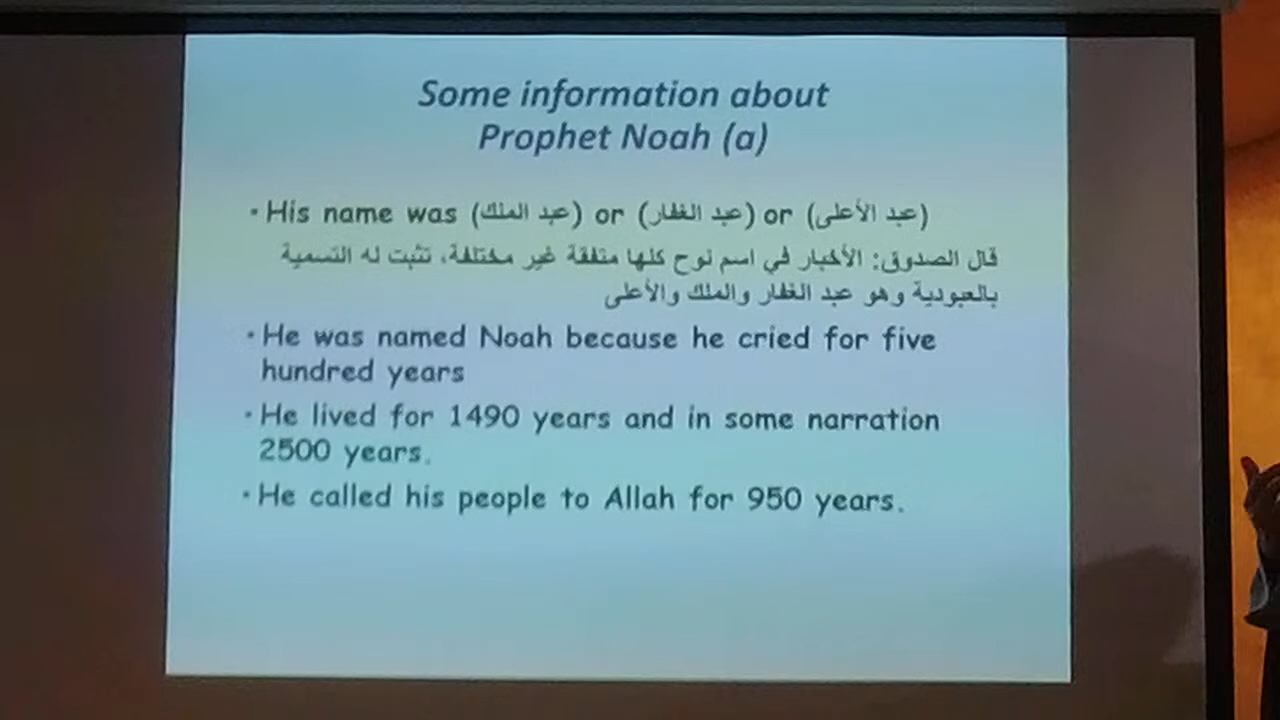 Some information about
Prophet Noah (a)
• His name was (عبد الملك) or (عبد الغفار) or (عبد الأعلى)
قال الصدوق: الأخبار في اسم نوح كلها متفقة غير مختلفة، تثبت له التسمية
بالعبودية وهو عبد الغفار والملك والأعلى
• He was named Noah because he cried for five
hundred years
• He lived for 1490 years and in some narration
2500 years.
• He called his people to Allah for 950 years.